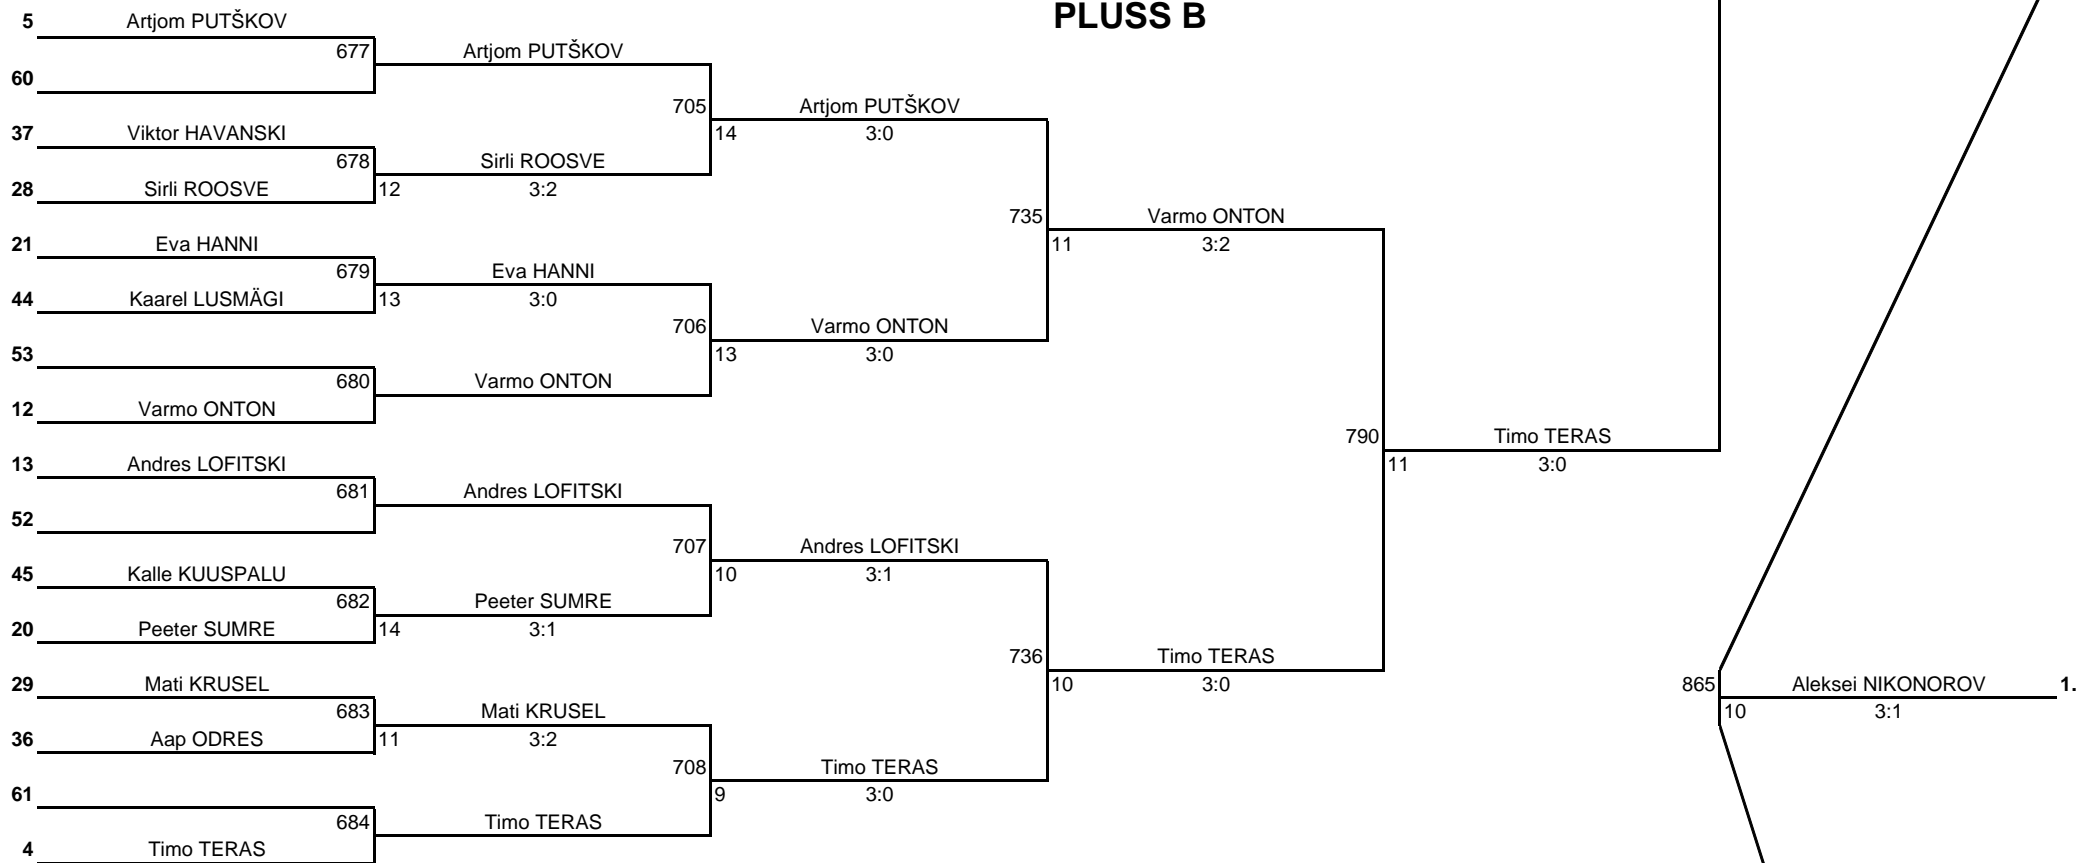 PLUSS B
5 Artjom PUTŠKOV
677 Artjom PUTŠKOV
60
705 Artjom PUTŠKOV
37 Viktor HAVANSKI
14 3:0
678 Sirli ROOSVE
28 Sirli ROOSVE 12 3:2
735 Varmo ONTON
21 Eva HANNI
11 3:2
679 Eva HANNI
44 Kaarel LUSMÄGI 13 3:0
706 Varmo ONTON
53
13 3:0
680 Varmo ONTON
12 Varmo ONTON
790 Timo TERAS
13 Andres LOFITSKI
11 3:0
681 Andres LOFITSKI
52
707 Andres LOFITSKI
45 Kalle KUUSPALU
10 3:1
682 Peeter SUMRE
20 Peeter SUMRE 14 3:1
736 Timo TERAS
29 Mati KRUSEL
10 3:0
865 Aleksei NIKONOROV 1.
10 3:1
683 Mati KRUSEL
36 Aap ODRES 11 3:2
708 Timo TERAS
61
9 3:0
684 Timo TERAS
4 Timo TERAS